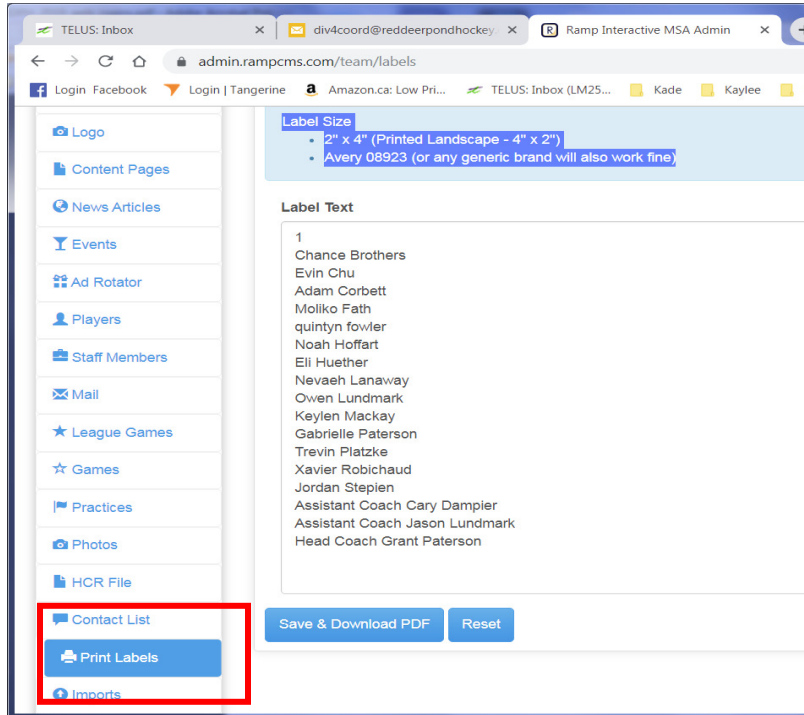 TELUS: Inbox
div4coord@reddeerpondhockey
Ramp Interactive MSA Admin
admin.rampcms.com/team/labels
Login Facebook
Login | Tangerine
Amazon.ca: Low Pri...
TELUS: Inbox (LM25...
Kade
Kaylee
Logo
Content Pages
News Articles
Events
Ad Rotator
Players
Staff Members
Mail
League Games
Games
Practices
Photos
HCR File
Contact List
Print Labels
Imports
Label Size
2" x 4" (Printed Landscape - 4" x 2")
Avery 08923 (or any generic brand will also work fine)
Label Text
1
Chance Brothers
Evin Chu
Adam Corbett
Moliko Fath
quintyn fowler
Noah Hoffart
Eli Huether
Nevaeh Lanaway
Owen Lundmark
Keylen Mackay
Gabrielle Paterson
Trevin Platzke
Xavier Robichaud
Jordan Stepien
Assistant Coach Cary Dampier
Assistant Coach Jason Lundmark
Head Coach Grant Paterson
Save & Download PDF
Reset